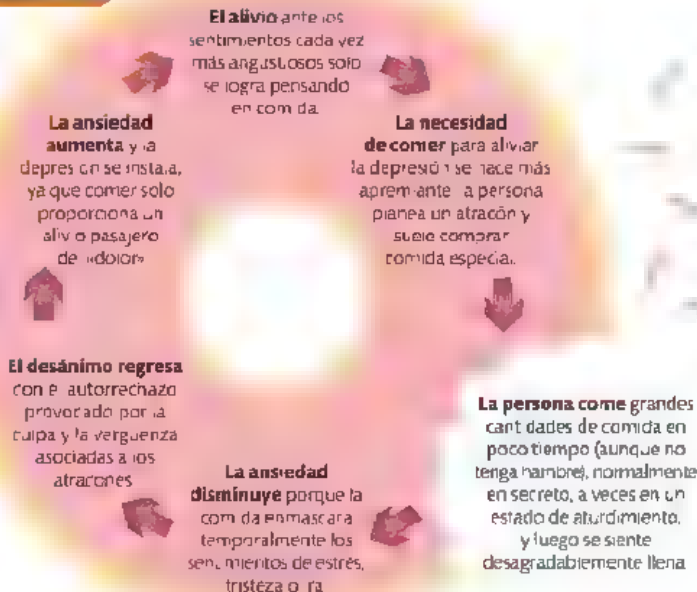 El alivio ante los
sentimientos cada vez
más angustiosos solo
se logra pensando
en comida.
La necesidad
de comer para aliviar
la depresión se hace más
apremiante. La persona
planea un atracón y
suele comprar
comida especial.
La persona come grandes
cantidades de comida en
poco tiempo (aunque no
tenga hambre), normalmente
en secreto, a veces en un
estado de aturdimiento,
y luego se siente
desagradablemente llena
La ansiedad
disminuye porque la
comida enmascara
temporalmente los
sentimientos de estrés,
tristeza o ira
El desánimo regresa
con el autorrechazo
provocado por la
culpa y la vergüenza
asociadas a los
atracones
La ansiedad
aumenta y la
depresión se instala,
ya que comer solo
proporciona un
alivio pasajero
de «dolor»